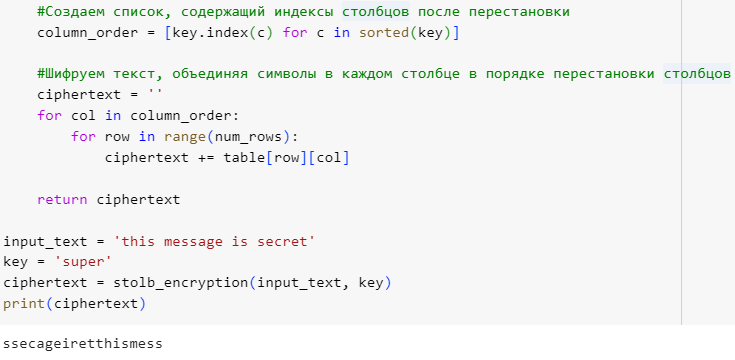 #Создаем список, содержащий индексы столбцов после перестановки
column_order = [key.index(c) for c in sorted(key)]
#Шифруем текст, объединяя символы в каждом столбце в порядке перестановки столбцов
ciphertext = ''
for col in column_order:
for row in range(num_rows):
ciphertext += table[row][col]
return ciphertext
input_text = 'this message is secret'
key = 'super'
ciphertext = stolb_encryption(input_text, key)
print(ciphertext)
ssecageiretthismess